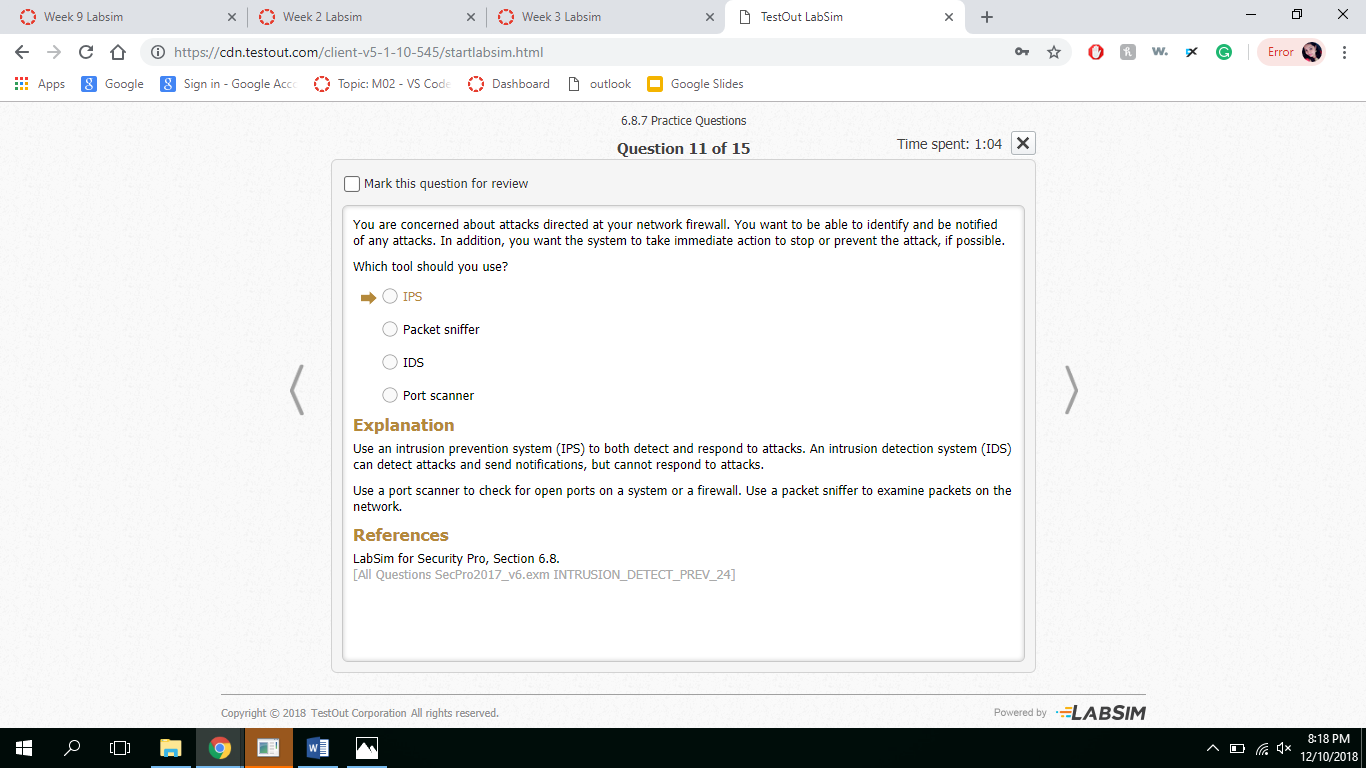 Week 9 Labsim
Week 2 Labsim
Week 3 Labsim
TestOut LabSim
https://cdn.testout.com/client-v5-1-10-545/startlabsim.html
Error
Apps
Google
Sign in - Google Acco
Topic: M02 - VS Code
Dashboard
outlook
Google Slides
6.8.7 Practice Questions
Question 11 of 15
Time spent: 1:04
Mark this question for review
You are concerned about attacks directed at your network firewall. You want to be able to identify and be notified
of any attacks. In addition, you want the system to take immediate action to stop or prevent the attack, if possible.
Which tool should you use?
IPS
Packet sniffer
IDS
Port scanner
Explanation
Use an intrusion prevention system (IPS) to both detect and respond to attacks. An intrusion detection system (IDS)
can detect attacks and send notifications, but cannot respond to attacks.
Use a port scanner to check for open ports on a system or a firewall. Use a packet sniffer to examine packets on the
network.
References
LabSim for Security Pro, Section 6.8.
[All Questions SecPro2017_v6.exm INTRUSION_DETECT_PREV_24]
Copyright © 2018 TestOut Corporation All rights reserved.
Powered by LABSIM
8:18 PM
12/10/2018